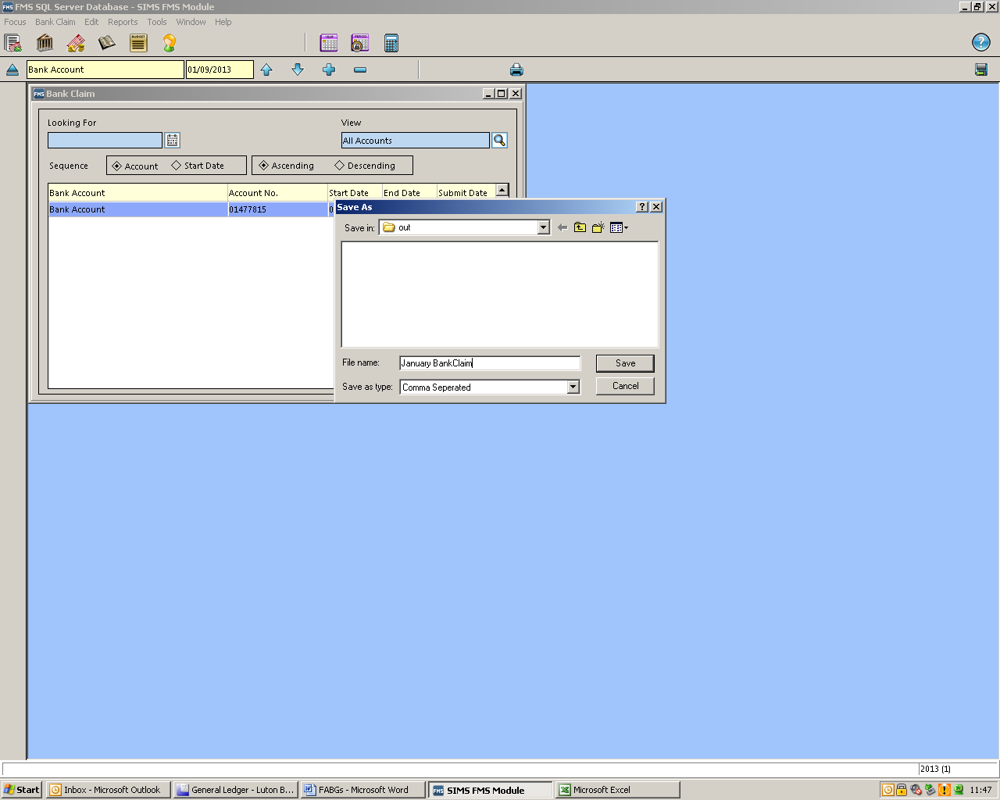 FMS FMS SQL Server Database - SIMS FMS Module
Focus Bank Claim Edit Reports Tools Window Help
Bank Account 01/09/2013
FMS Bank Claim
Looking For View
All Accounts
Sequence Account Start Date Ascending Descending
Bank Account Account No. Start Date End Date Submit Date
Bank Account 01477815 0
Save As
Save in: out
File name: January BankClaim Save
Save as type: Comma Seperated Cancel
2013 (1)
Start Inbox - Microsoft Outlook General Ledger - Luton B... FABGs - Microsoft Word FMS SIMS FMS Module Microsoft Excel 11:47